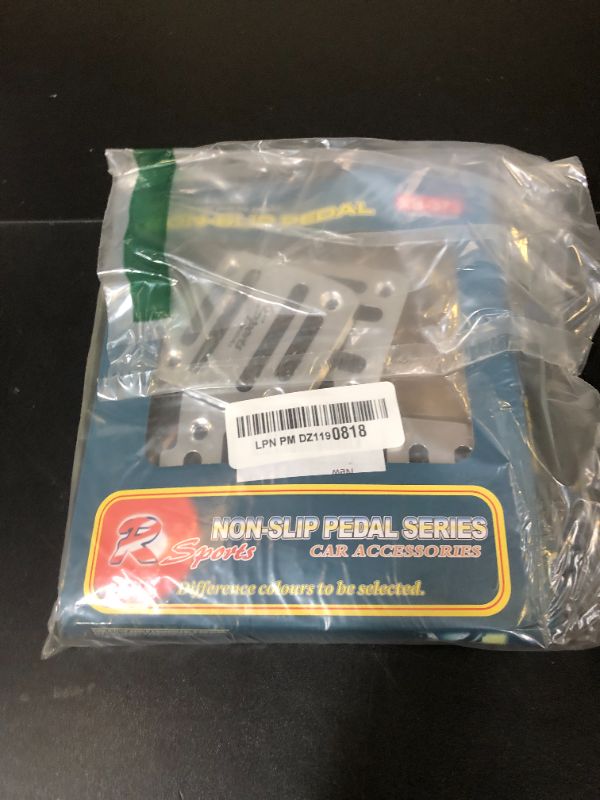 NON-SLIP PEDAL
LPN PM DZ1190818
New
R
Sports
NON-SLIP PEDAL SERIES
CAR ACCESSORIES
Difference colours to be selected.